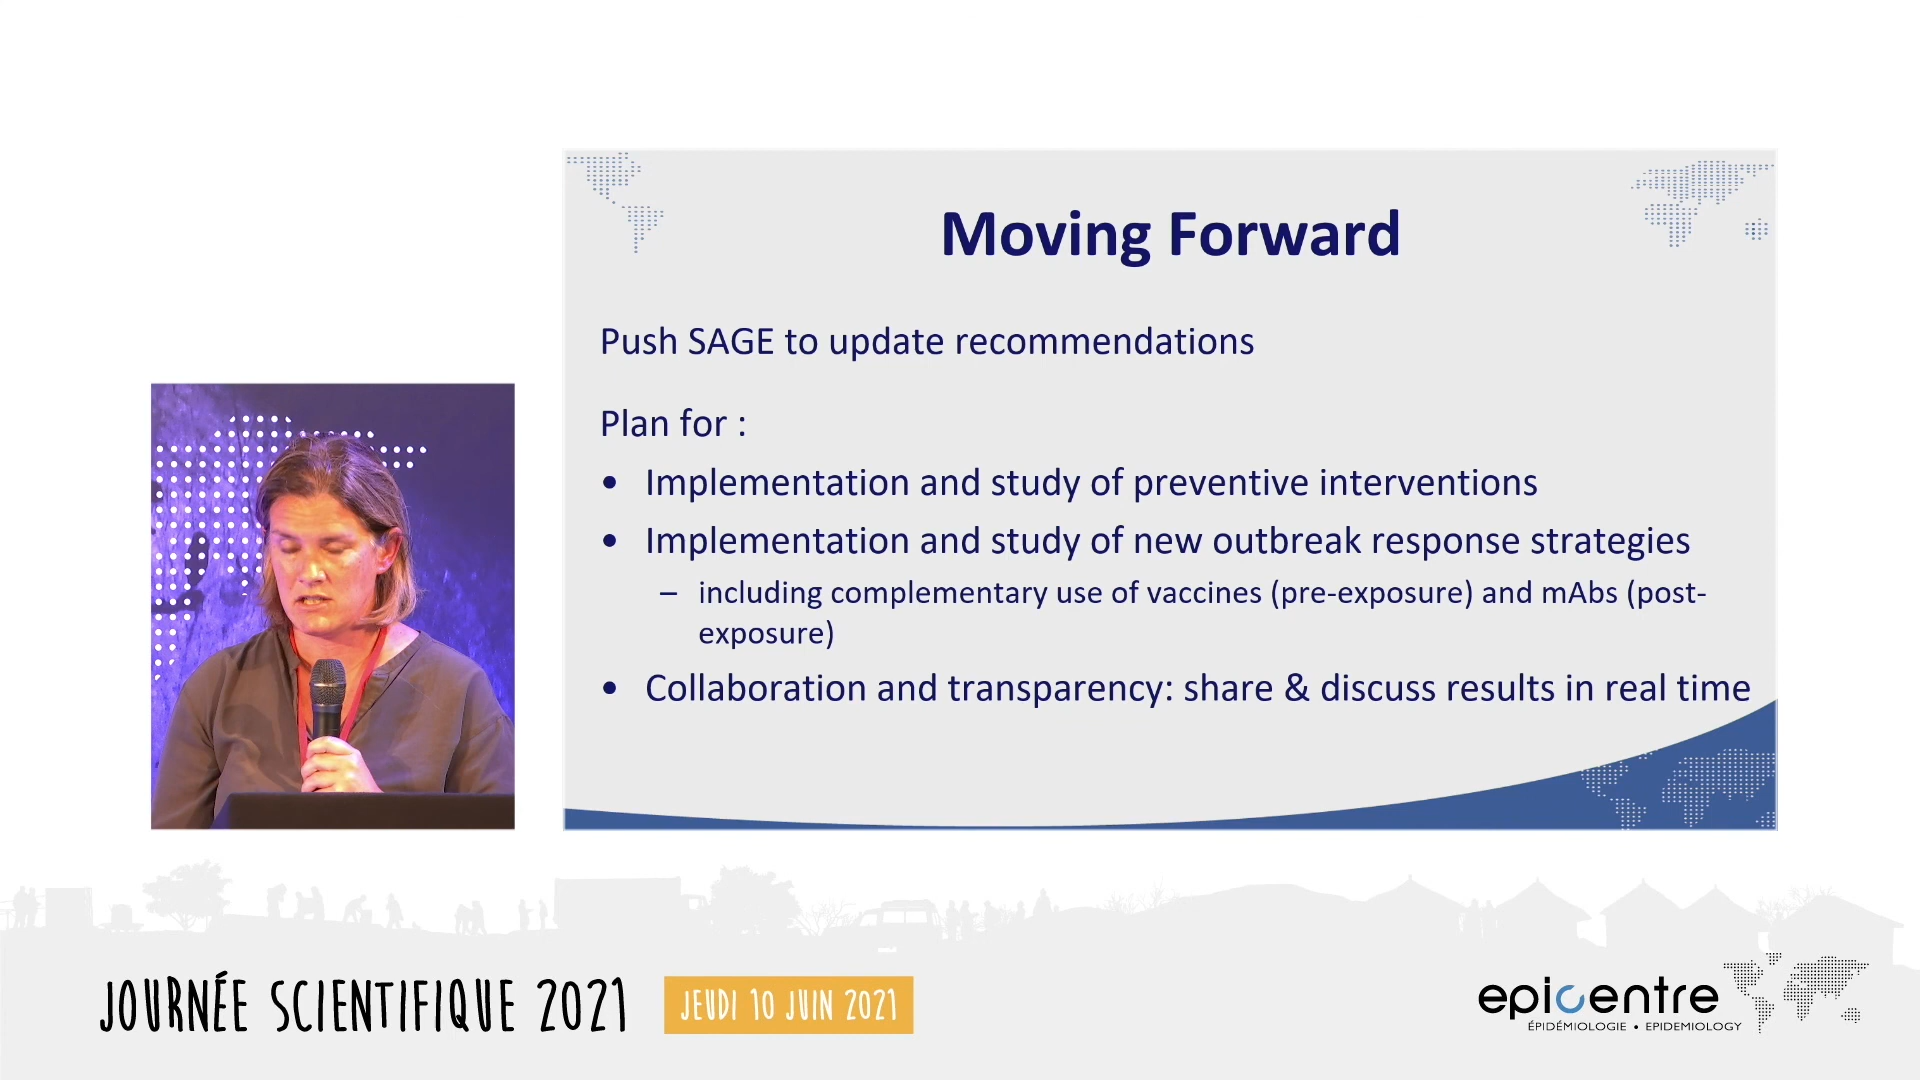 Moving Forward
Push SAGE to update recommendations
Plan for :
• Implementation and study of preventive interventions
• Implementation and study of new outbreak response strategies
– including complementary use of vaccines (pre-exposure) and mAbs (post-
exposure)
• Collaboration and transparency: share & discuss results in real time
JOURNÉE SCIENTIFIQUE 2021
JEUDI 10 JUIN 2021
epicentre
ÉPIDÉMIOLOGIE • EPIDEMIOLOGY